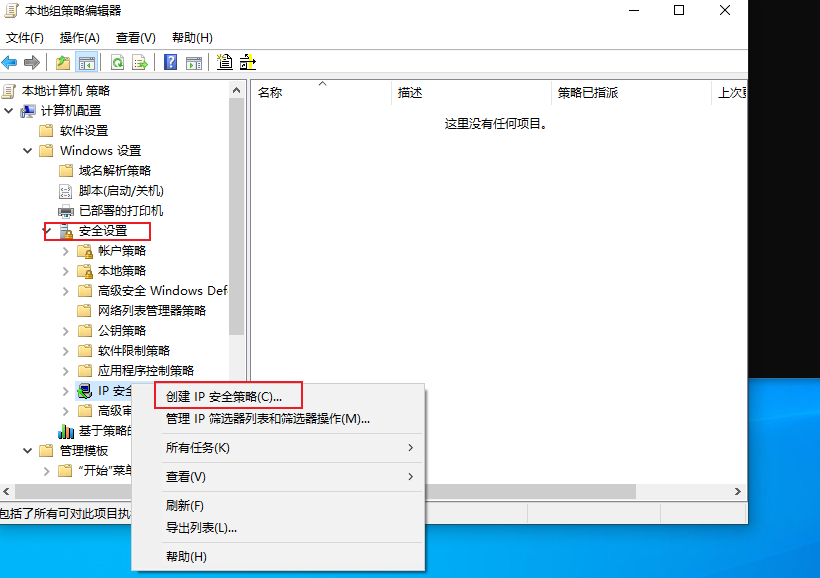 本地组策略编辑器
文件(F) 操作(A) 查看(V) 帮助(H)
本地计算机 策略
计算机配置
软件设置
Windows 设置
域名解析策略
脚本(启动/关机)
已部署的打印机
安全设置
帐户策略
本地策略
高级安全 Windows Def
网络列表管理器策略
公钥策略
软件限制策略
应用程序控制策略
IP 安全
高级审
基于策略的
管理模板
“开始”菜单
包括了所有可对此项目执
名称 描述 策略已指派 上次更
这里没有任何项目。
创建 IP 安全策略(C)...
管理 IP 筛选器列表和筛选器操作(M)...
所有任务(K)
查看(V)
刷新(F)
导出列表(L)...
帮助(H)